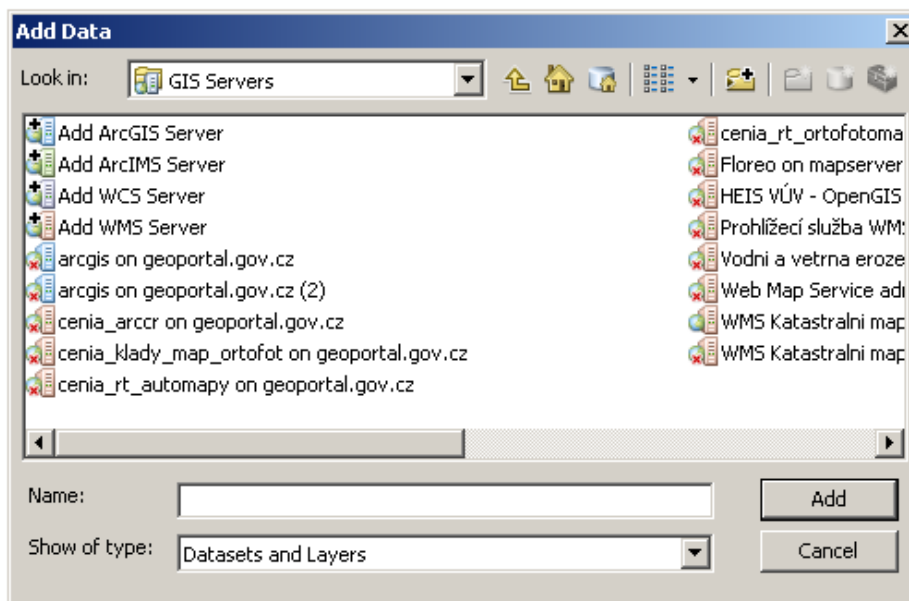 Add Data
Look in:
GIS Servers
Add ArcGIS Server
Add ArcIMS Server
Add WCS Server
Add WMS Server
arcgis on geoportal.gov.cz
arcgis on geoportal.gov.cz (2)
cenia_arccr on geoportal.gov.cz
cenia_klady_map_ortofot on geoportal.gov.cz
cenia_rt_automapy on geoportal.gov.cz
cenia_rt_ortofotoma
Floreo on mapserver
HEIS VÚV - OpenGIS
Prohlížecí služba WM
Vodni a vetrna eroze
Web Map Service adr
WMS Katastralni map
WMS Katastralni map
Name:
Add
Show of type:
Datasets and Layers
Cancel